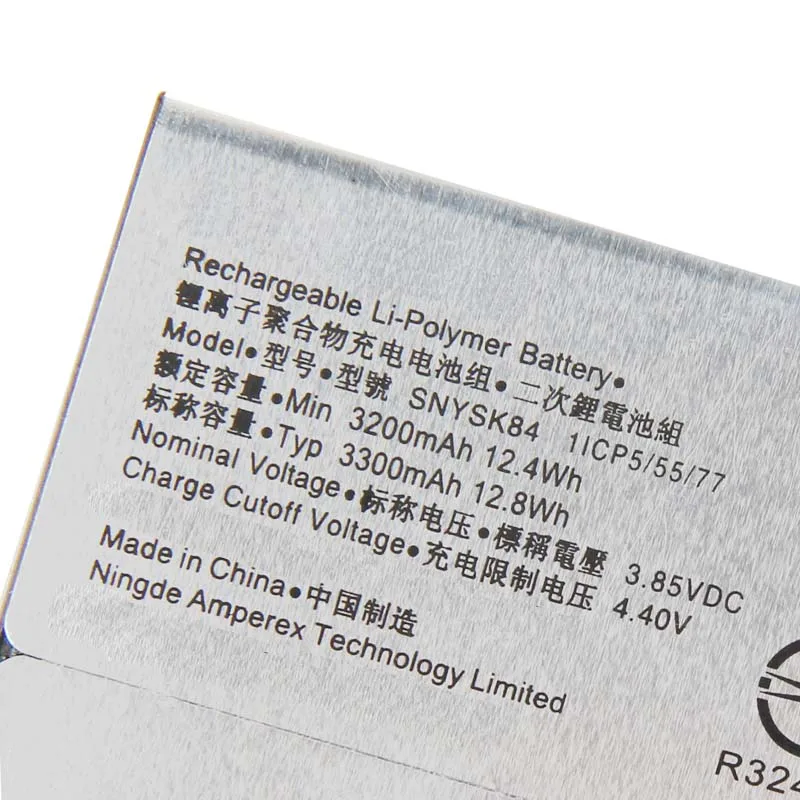 Rechargeable Li-Polymer Battery•
锂离子聚合物充电电池组•二次鋰電池組
Model•型号•型號 SNYSK84 1ICP5/55/77
额定容量•Min 3200mAh 12.4Wh
标称容量•Typ 3300mAh 12.8Wh
Nominal Voltage•标称电压•標稱電壓 3.85VDC
Charge Cutoff Voltage•充电限制电压 4.40V
Made in China•中国制造
Ningde Amperex Technology Limited
R324